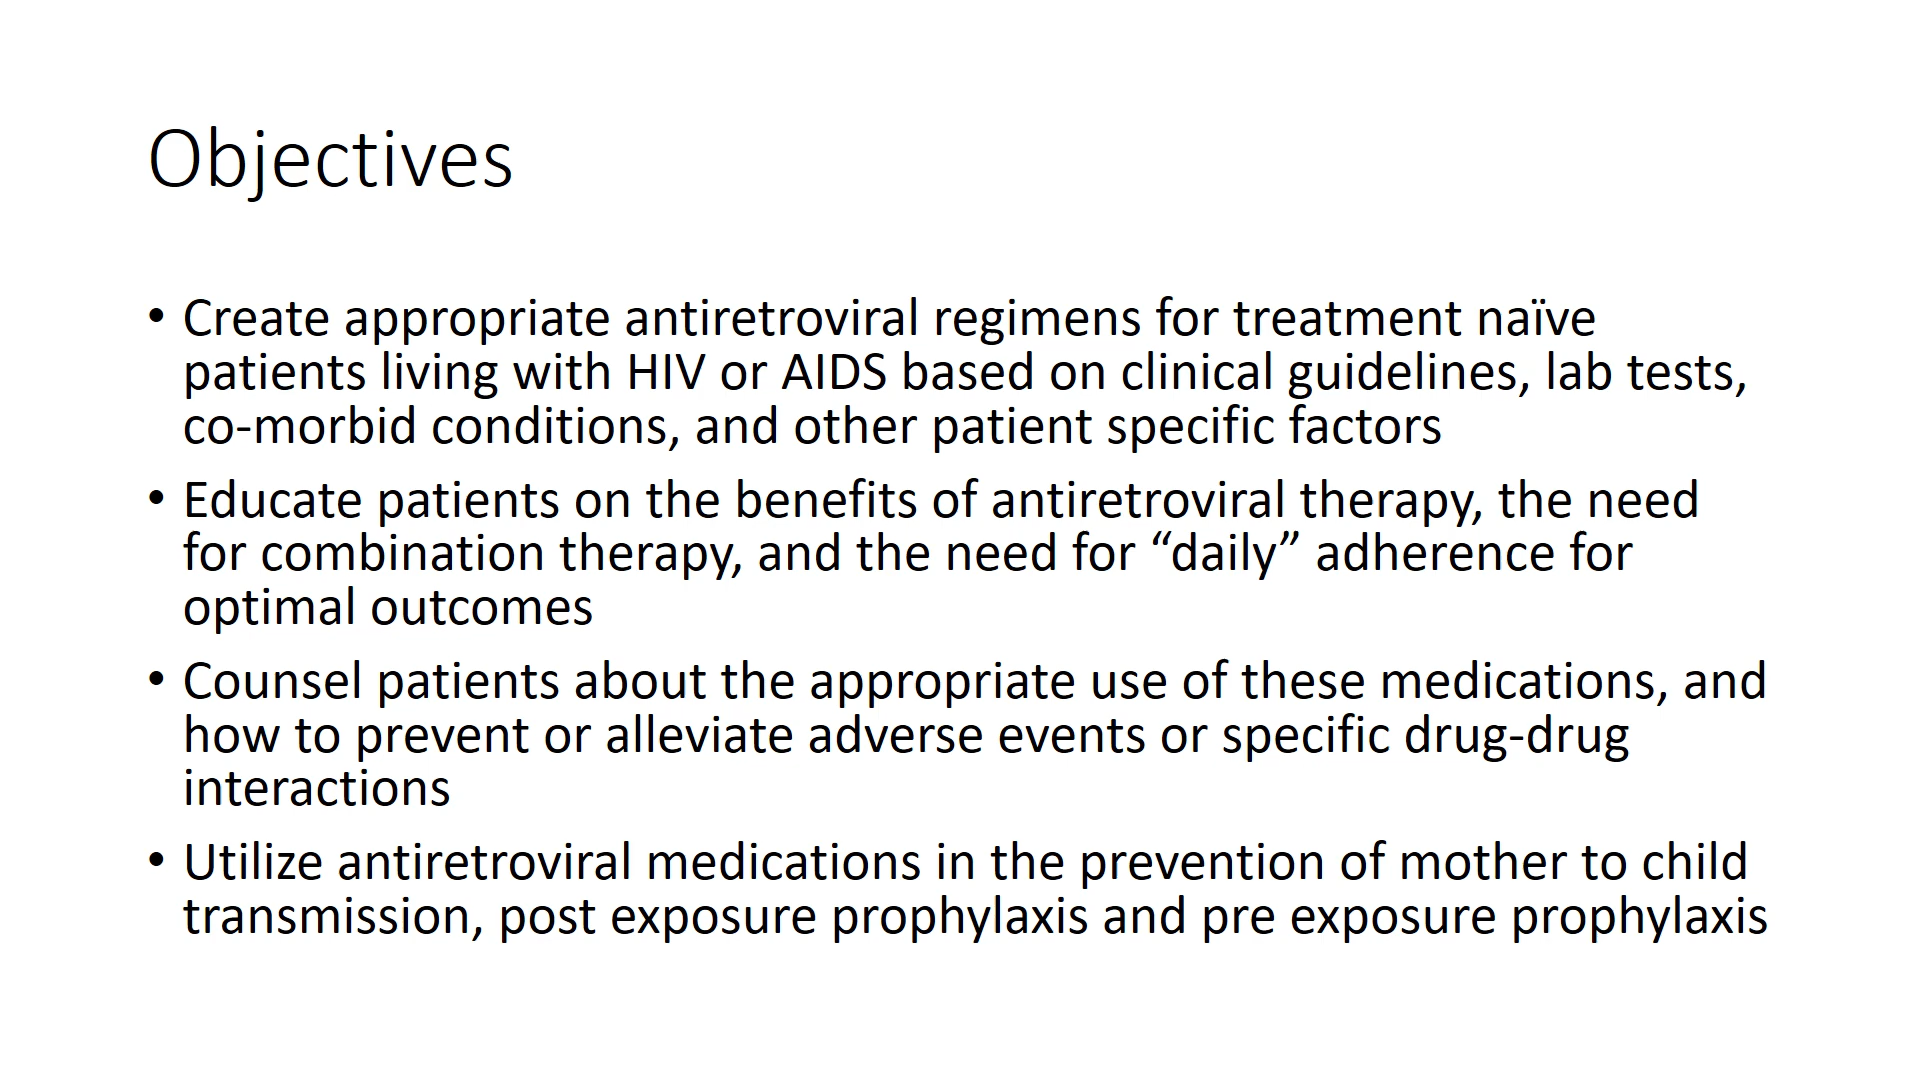 Objectives
• Create appropriate antiretroviral regimens for treatment naïve
patients living with HIV or AIDS based on clinical guidelines, lab tests,
co-morbid conditions, and other patient specific factors
• Educate patients on the benefits of antiretroviral therapy, the need
for combination therapy, and the need for “daily” adherence for
optimal outcomes
• Counsel patients about the appropriate use of these medications, and
how to prevent or alleviate adverse events or specific drug-drug
interactions
• Utilize antiretroviral medications in the prevention of mother to child
transmission, post exposure prophylaxis and pre exposure prophylaxis